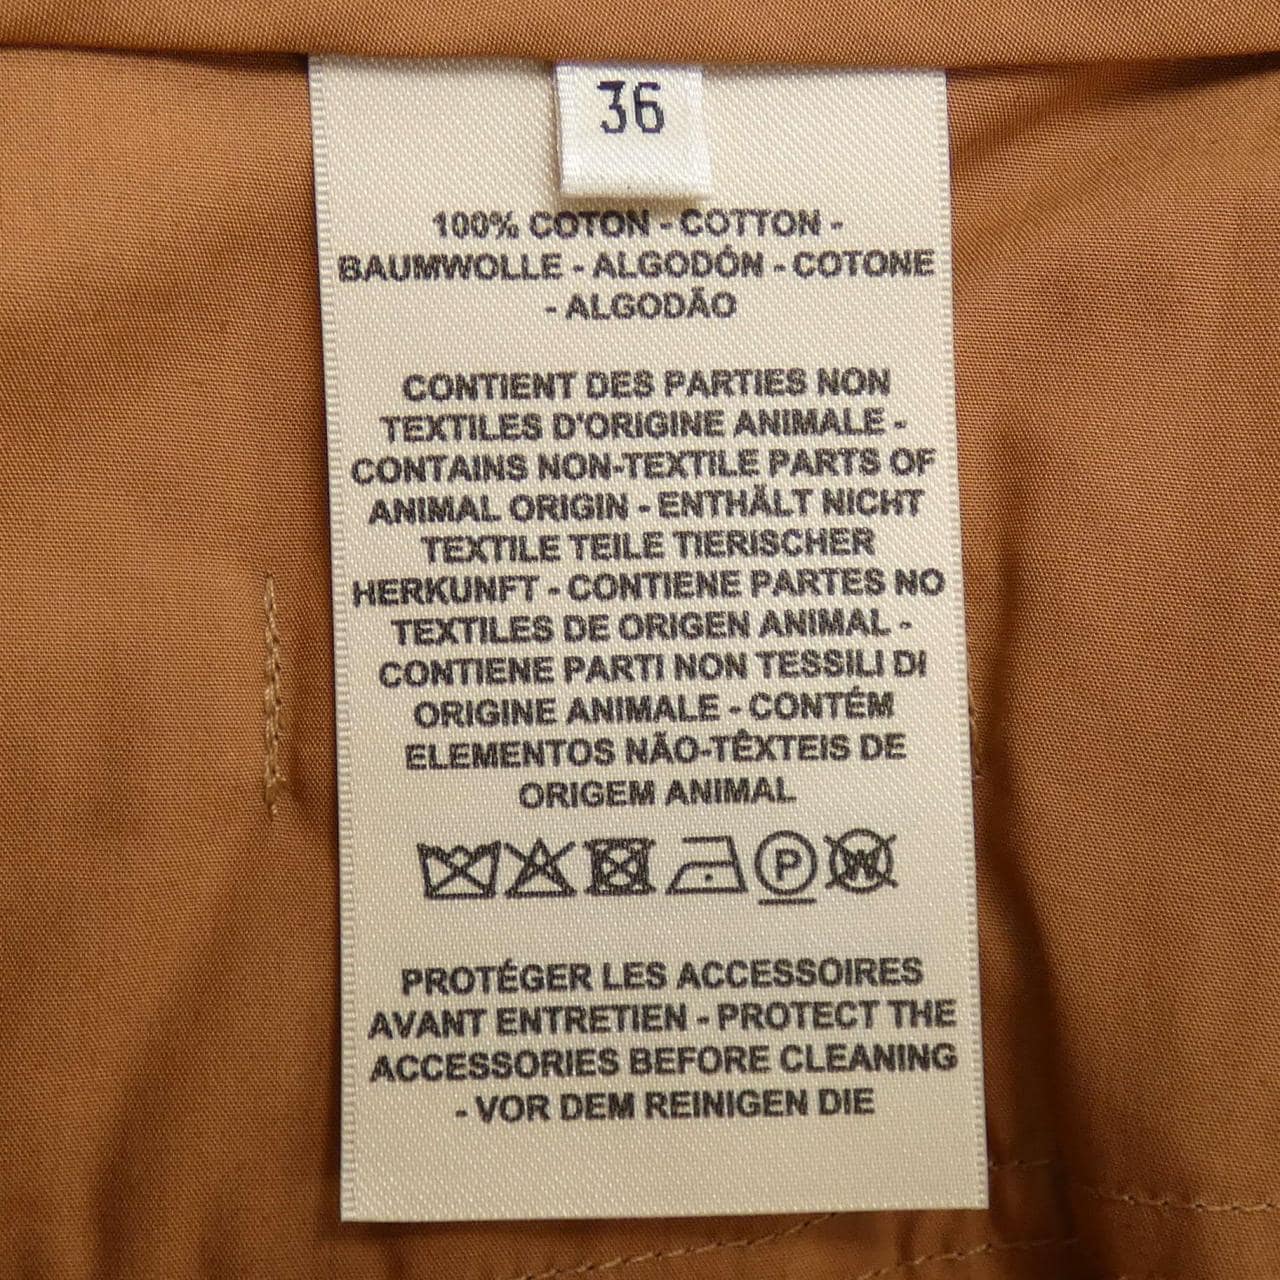 36
100% COTON - COTTON -
BAUMWOLLE - ALGODÓN - COTONE
- ALGODÃO
CONTIENT DES PARTIES NON
TEXTILES D'ORIGINE ANIMALE -
CONTAINS NON-TEXTILE PARTS OF
ANIMAL ORIGIN - ENTHÄLT NICHT
TEXTILE TEILE TIERISCHER
HERKUNFT - CONTIENE PARTES NO
TEXTILES DE ORIGEN ANIMAL -
CONTIENE PARTI NON TESSILI DI
ORIGINE ANIMALE - CONTÉM
ELEMENTOS NÃO-TÊXTEIS DE
ORIGEM ANIMAL
P W
PROTÉGER LES ACCESSOIRES
AVANT ENTRETIEN - PROTECT THE
ACCESSORIES BEFORE CLEANING
- VOR DEM REINIGEN DIE